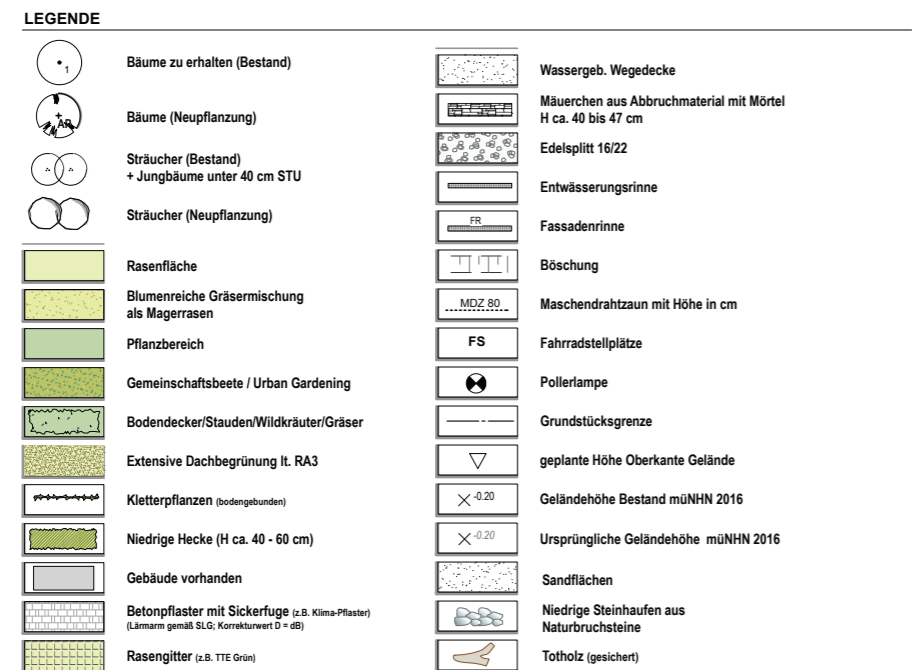 LEGENDE
1
Bäume zu erhalten (Bestand)
AR
Bäume (Neupflanzung)
Sträucher (Bestand)
+ Jungbäume unter 40 cm STU
Sträucher (Neupflanzung)
Rasenfläche
Blumenreiche Gräsermischung
als Magerrasen
Pflanzbereich
Gemeinschaftsbeete / Urban Gardening
Bodendecker/Stauden/Wildkräuter/Gräser
Extensive Dachbegrünung lt. RA3
Kletterpflanzen (bodengebunden)
Niedrige Hecke (H ca. 40 - 60 cm)
Gebäude vorhanden
Betonpflaster mit Sickerfuge (z.B. Klima-Pflaster)
(Lärmarm gemäß SLG; Korrekturwert D = dB)
Rasengitter (z.B. TTE Grün)
Wassergeb. Wegedecke
Mäuerchen aus Abbruchmaterial mit Mörtel
H ca. 40 bis 47 cm
Edelsplitt 16/22
Entwässerungsrinne
FR
Fassadenrinne
Böschung
MDZ 80
Maschendrahtzaun mit Höhe in cm
FS
Fahrradstellplätze
Pollerlampe
Grundstücksgrenze
geplante Höhe Oberkante Gelände
-0.20
Geländehöhe Bestand müNHN 2016
-0.20
Ursprüngliche Geländehöhe müNHN 2016
Sandflächen
Niedrige Steinhaufen aus
Naturbruchsteine
Totholz (gesichert)